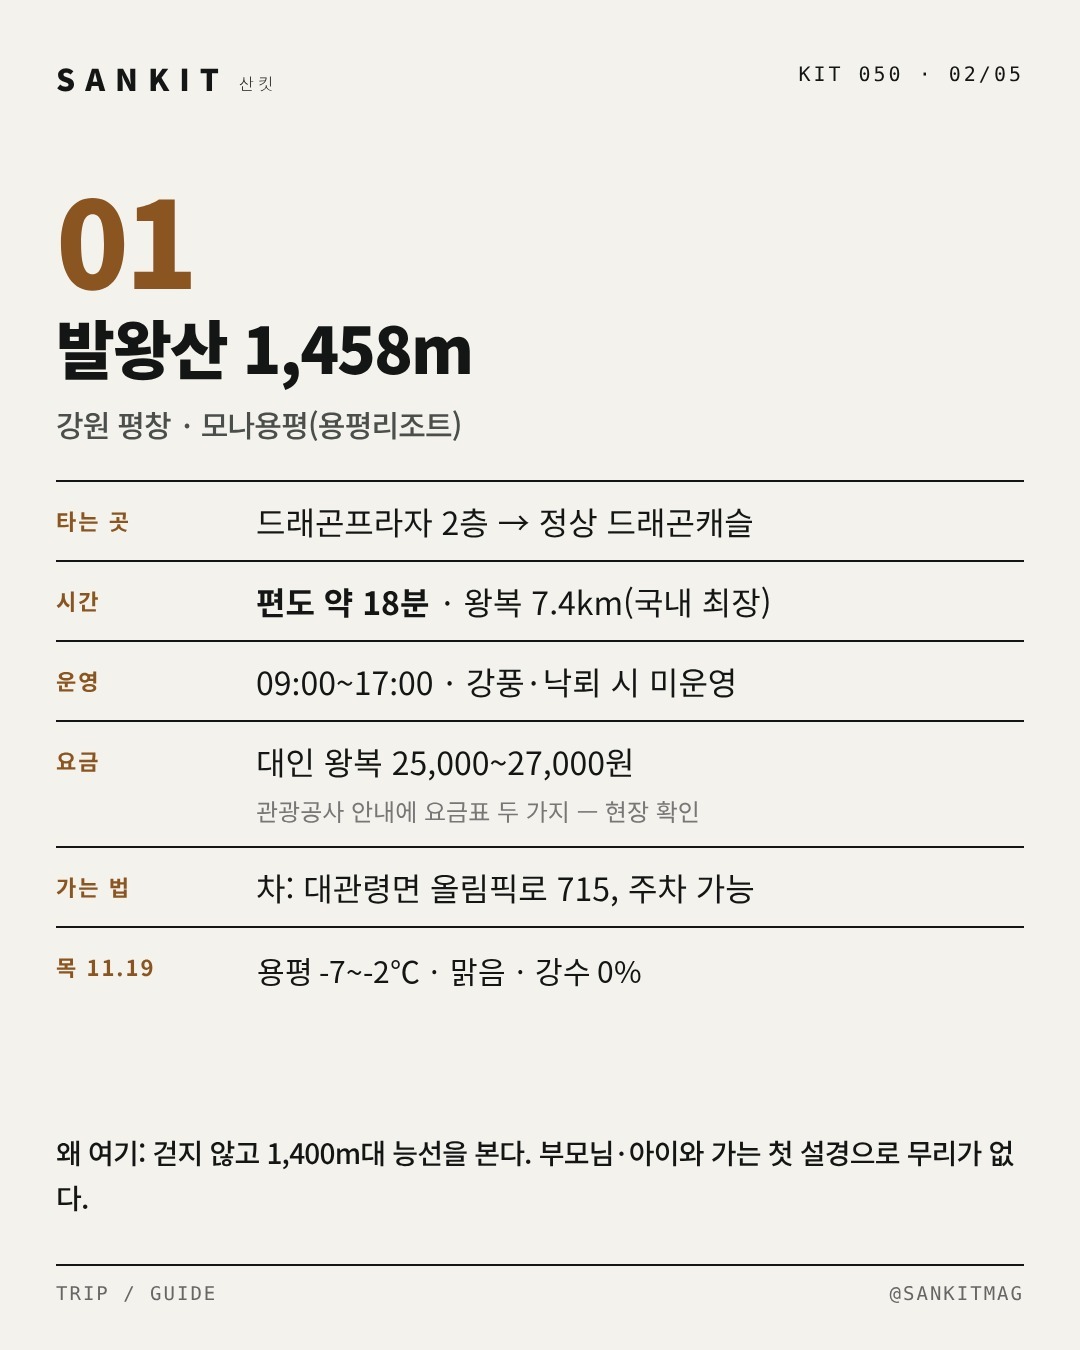 SANKIT 산킷
KIT 050 · 02/05
01
발왕산 1,458m
강원 평창 · 모나용평(용평리조트)
타는 곳 드래곤프라자 2층 → 정상 드래곤캐슬
시간 편도 약 18분 · 왕복 7.4km(국내 최장)
운영 09:00~17:00 · 강풍·낙뢰 시 미운영
요금 대인 왕복 25,000~27,000원
관광공사 안내에 요금표 두 가지 — 현장 확인
가는 법 차: 대관령면 올림픽로 715, 주차 가능
목 11.19 용평 -7~-2°C · 맑음 · 강수 0%
왜 여기: 걷지 않고 1,400m대 능선을 본다. 부모님·아이와 가는 첫 설경으로 무리가 없
다.
TRIP / GUIDE
@SANKITMAG